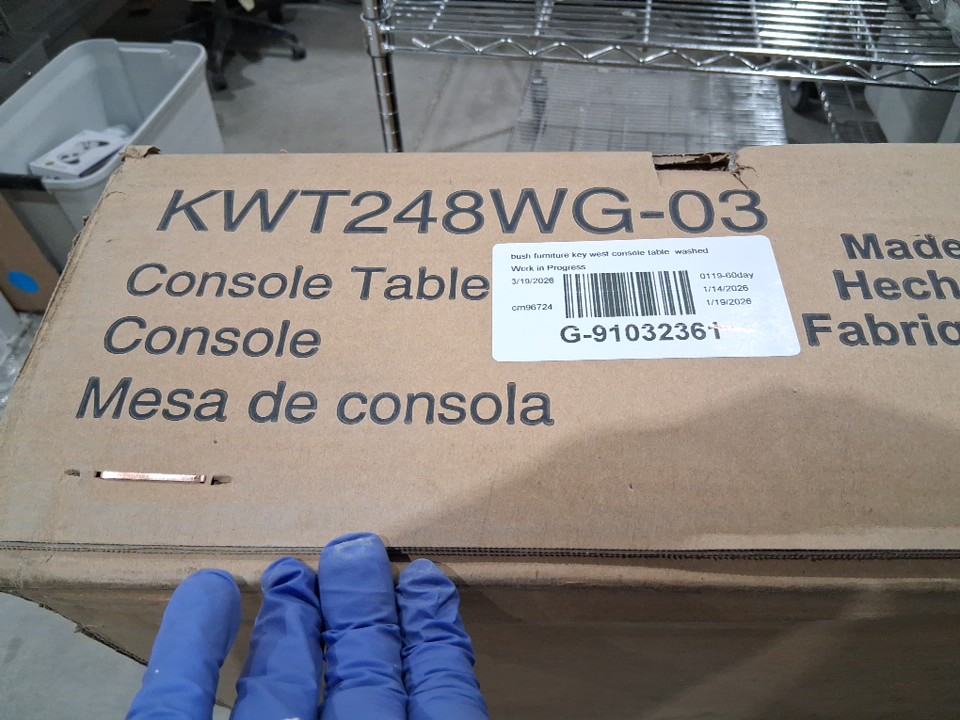 KWT248WG-03
Console Table
Console
Mesa de consola
bush furniture key west console table washed
Work in Progress
3/19/2026
0119-60day
1/14/2026
cm96724
1/19/2026
G-91032361
Made
Hech
Fabriq